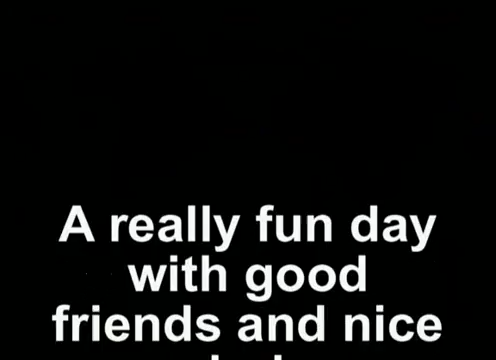 A really fun day
with good
friends and nice